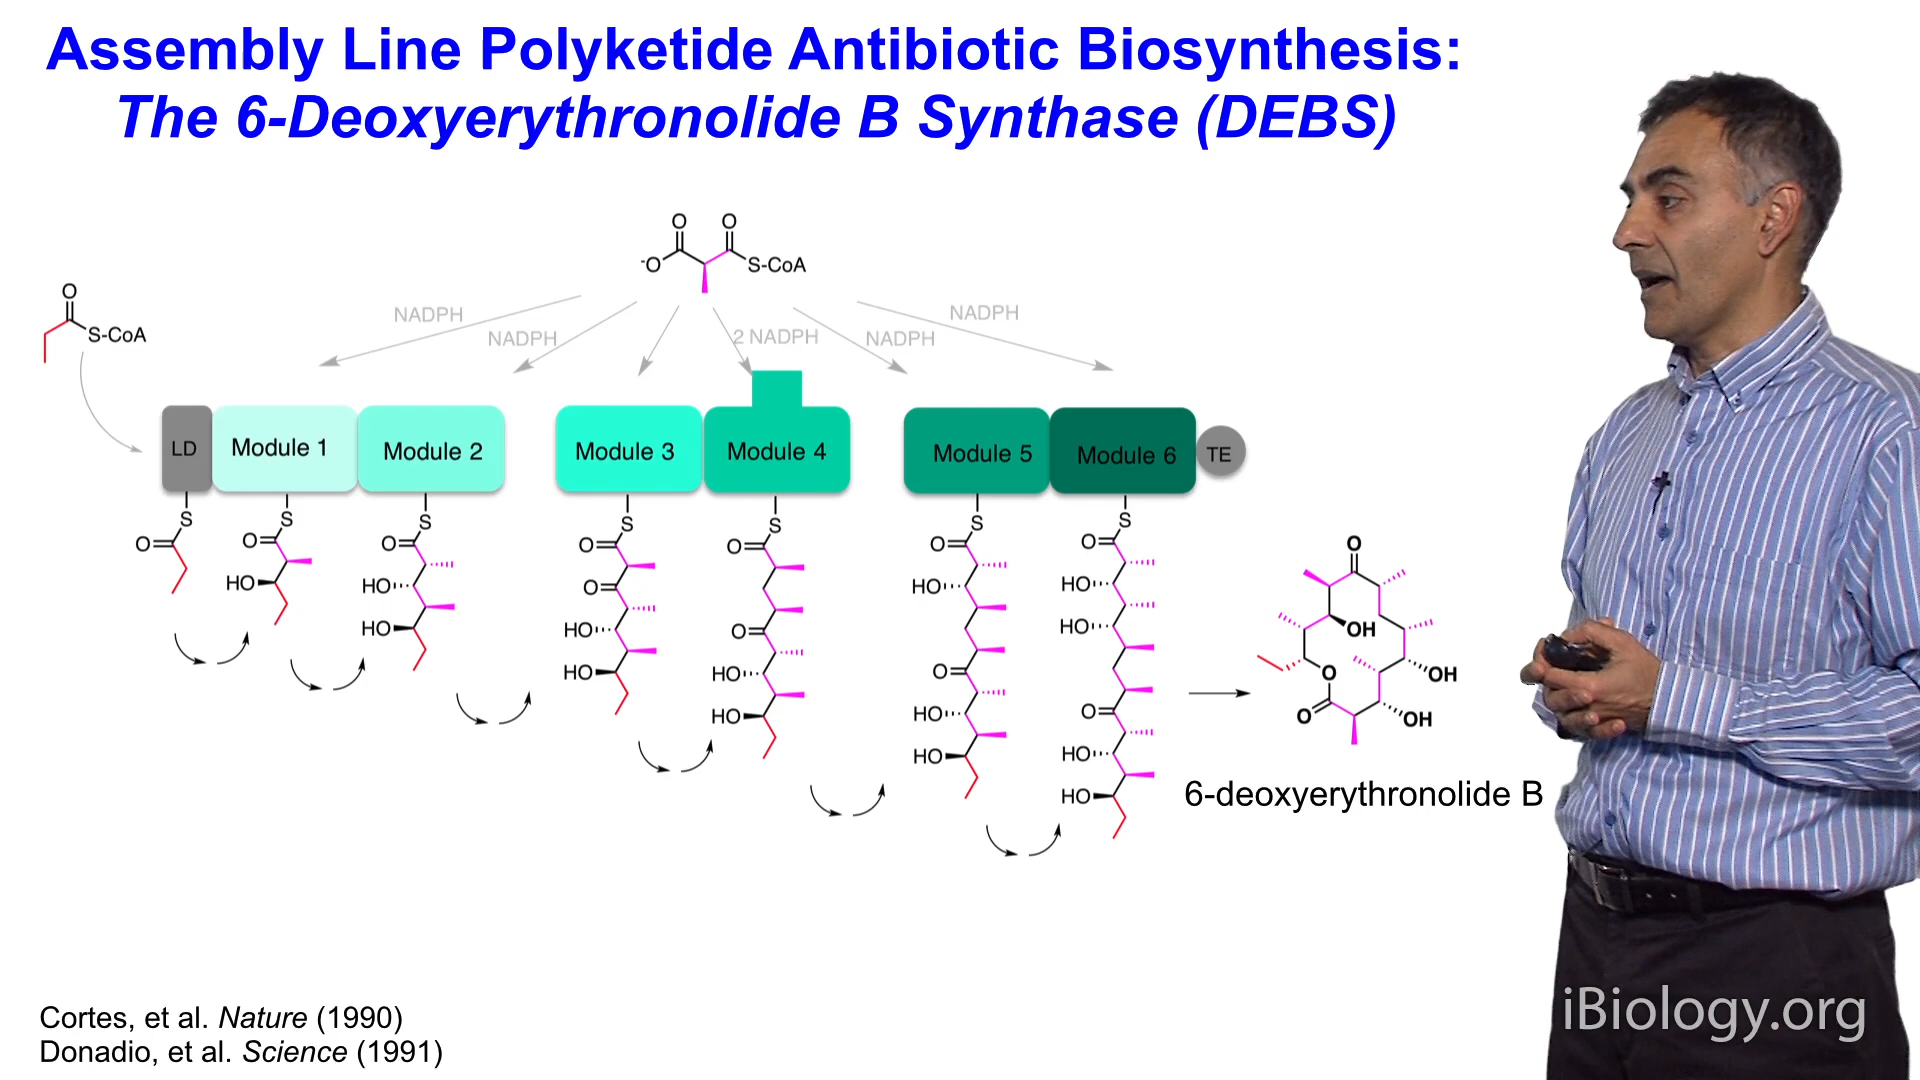 Assembly Line Polyketide Antibiotic Biosynthesis:
The 6-Deoxyerythronolide B Synthase (DEBS)
O O
-O S-CoA
O
S-CoA
NADPH
NADPH
2 NADPH
NADPH
NADPH
LD
Module 1
Module 2
Module 3
Module 4
Module 5
Module 6
TE
S
O
S
O
HO
S
O
HO
HO
S
O
O
HO
HO
S
O
O
HO
HO
S
O
HO
O
HO
HO
S
O
HO
HO
O
HO
HO
O
OH
O
OH
O
OH
6-deoxyerythronolide B
Cortes, et al. Nature (1990)
Donadio, et al. Science (1991)
iBiology.org